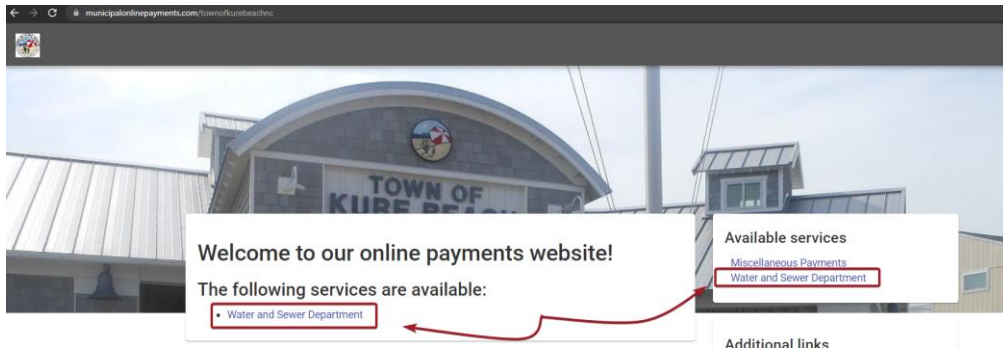 municipalonlinepayments.com/townofkurebeachnc
TOWN OF
KURE BEACH
Welcome to our online payments website!
The following services are available:
• Water and Sewer Department
Available services
Miscellaneous Payments
Water and Sewer Department
Additional links